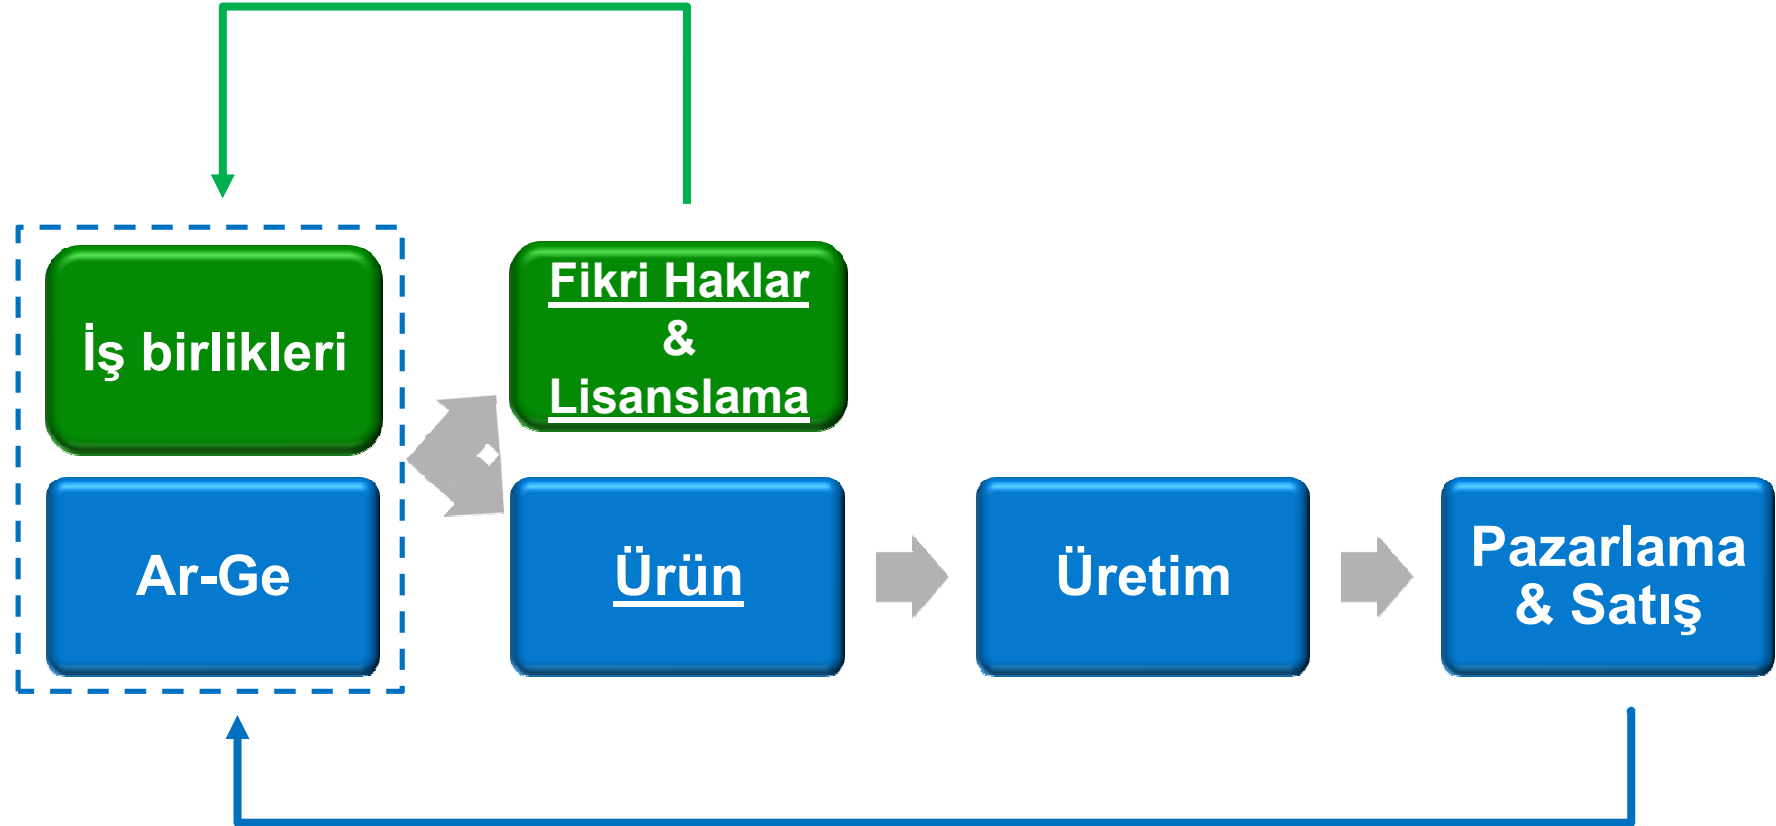 İş birlikleri
Fikri Haklar
&
Lisanslama
Ar-Ge
Ürün
Üretim
Pazarlama
& Satış